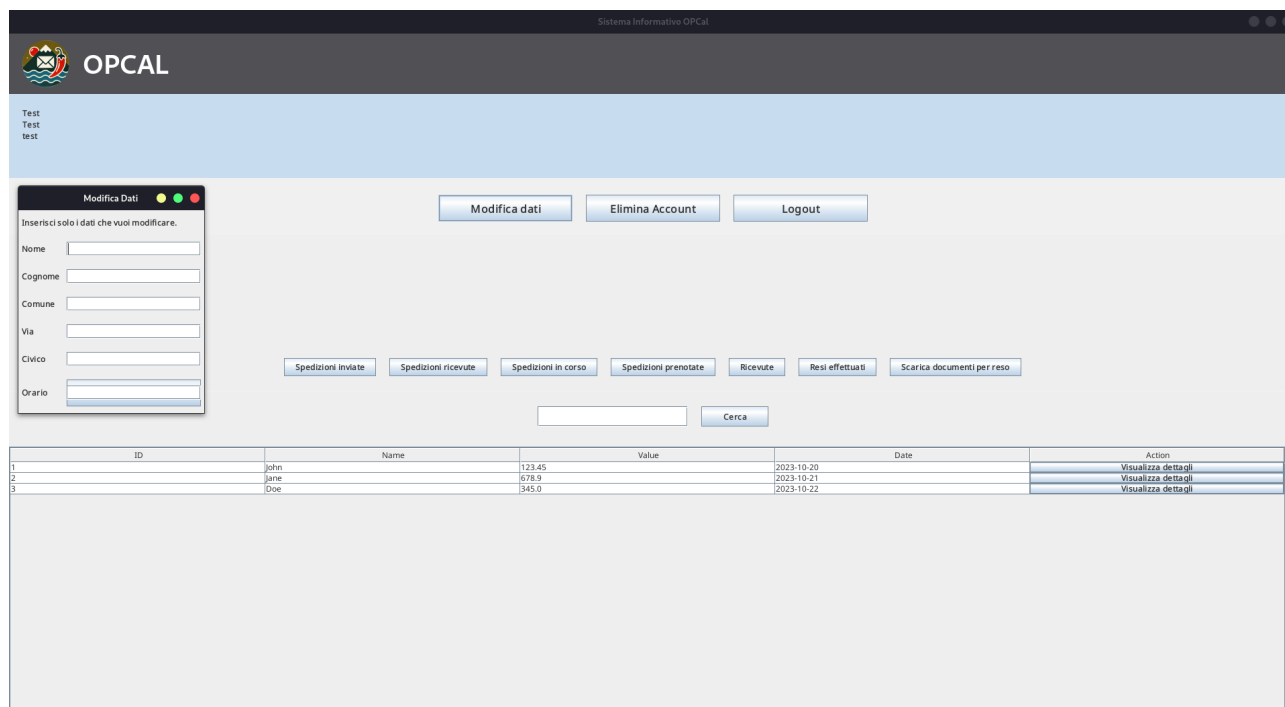 Sistema Informativo OPCal
OPCAL
Test
Test
test
Modifica Dati
Inserisci solo i dati che vuoi modificare.
Nome
Cognome
Comune
Via
Civico
Orario
Modifica dati Elimina Account Logout
Spedizioni inviate Spedizioni ricevute Spedizioni in corso Spedizioni prenotate Ricevute Resi effettuati Scarica documenti per reso
Cerca
ID Name Value Date Action
1 John 123.45 2023-10-20 Visualizza dettagli
2 Jane 678.9 2023-10-21 Visualizza dettagli
3 Doe 345.0 2023-10-22 Visualizza dettagli